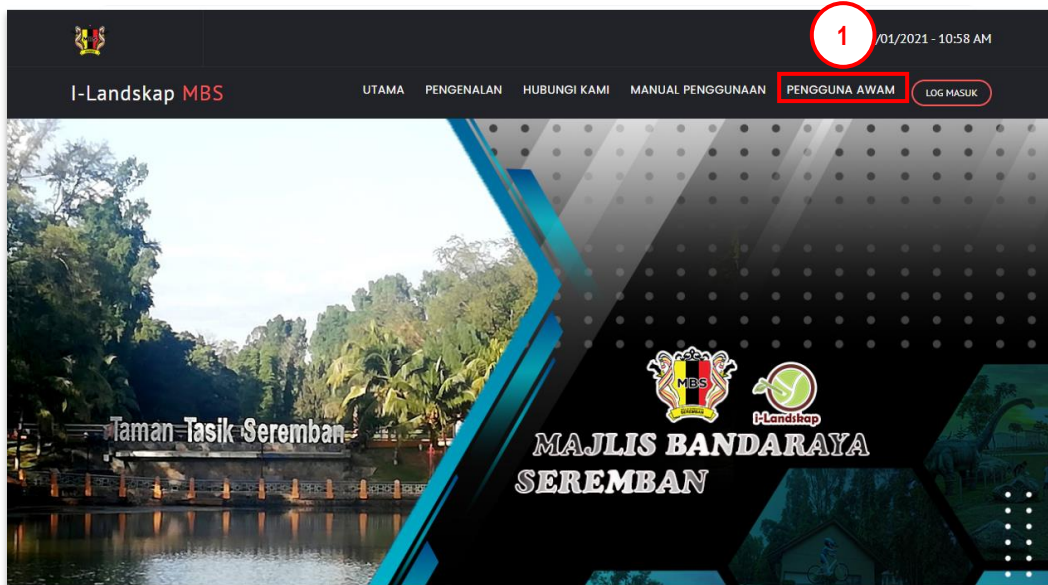 1
/01/2021 - 10:58 AM
I-Landskap MBS
UTAMA PENGENALAN HUBUNGI KAMI MANUAL PENGGUNAAN PENGGUNA AWAM LOG MASUK
Taman Tasik Seremban
MBS
i-Landskap
MAJLIS BANDARAYA
SEREMBAN